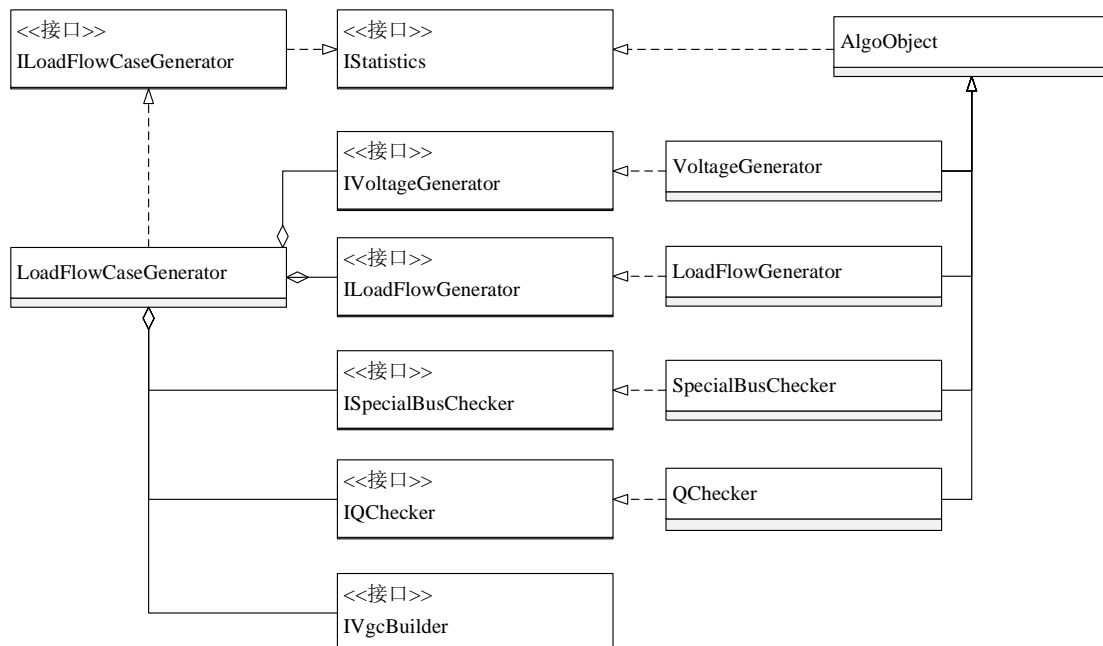 <<接口>>
ILoadFlowCaseGenerator
<<接口>>
IStatistics
AlgoObject
<<接口>>
IVoltageGenerator
VoltageGenerator
LoadFlowCaseGenerator
<<接口>>
ILoadFlowGenerator
LoadFlowGenerator
<<接口>>
ISpecialBusChecker
SpecialBusChecker
<<接口>>
IQChecker
QChecker
<<接口>>
IVgcBuilder